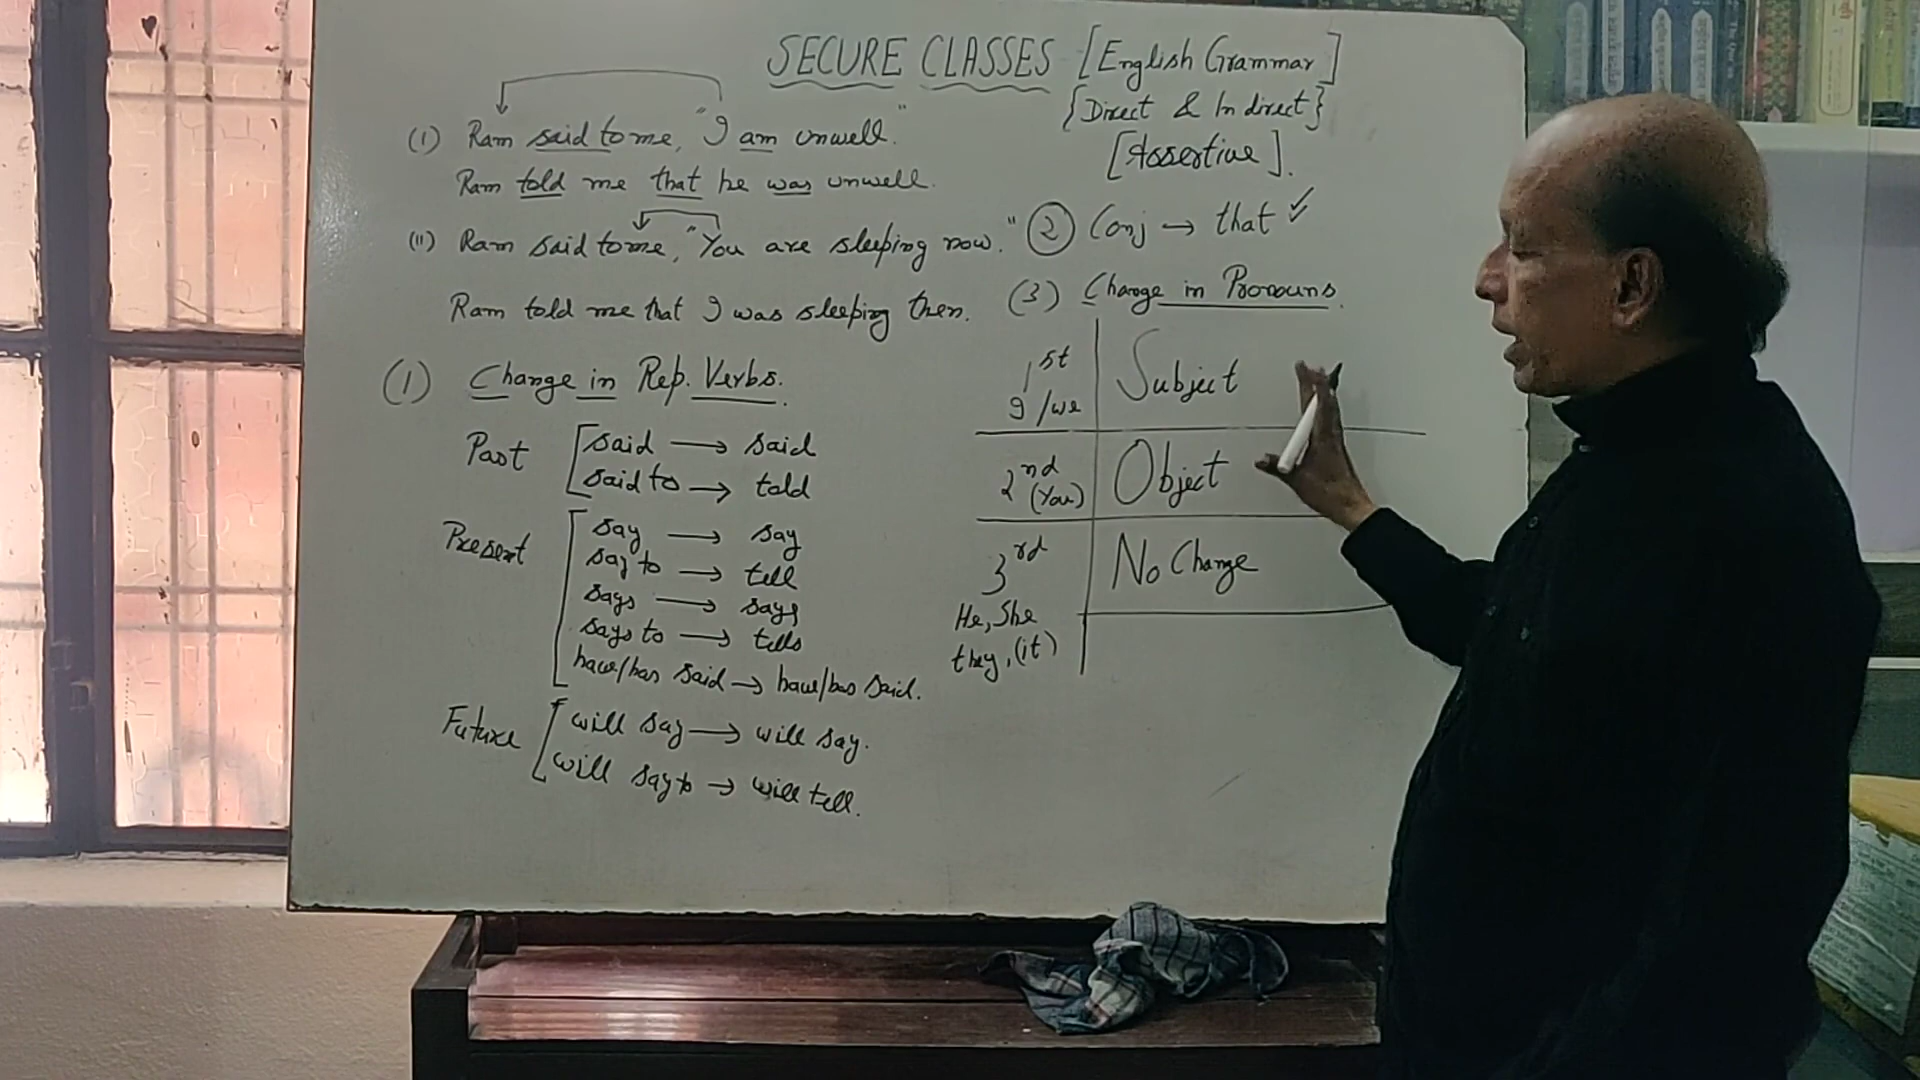 SECURE CLASSES [English Grammar]
{Direct & Indirect}
[Assertive].
(1) Ram said to me, "I am unwell."
Ram told me that he was unwell.
(11) Ram said to me, "You are sleeping now."
Ram told me that I was sleeping then.
(1) Change in Rep. Verbs.
Past [said → said
said to → told
Present [say → say
say to → tell
says → says
says to → tells
have/has said → have/has said.
Future [will say → will say.
will say to → will tell.
② Conj → that ✓
(3) Change in Pronouns.
1st I/we Subject
2nd (You) Object
3rd No Change
He, She
they, (it)